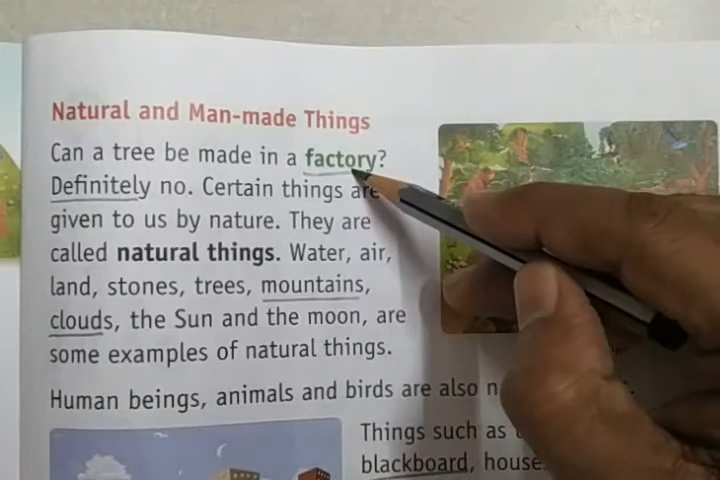 Natural and Man-made Things
Can a tree be made in a factory?
Definitely no. Certain things are
given to us by nature. They are
called natural things. Water, air,
land, stones, trees, mountains,
clouds, the Sun and the moon, are
some examples of natural things.
Human beings, animals and birds are also
Things such as
blackboard, house